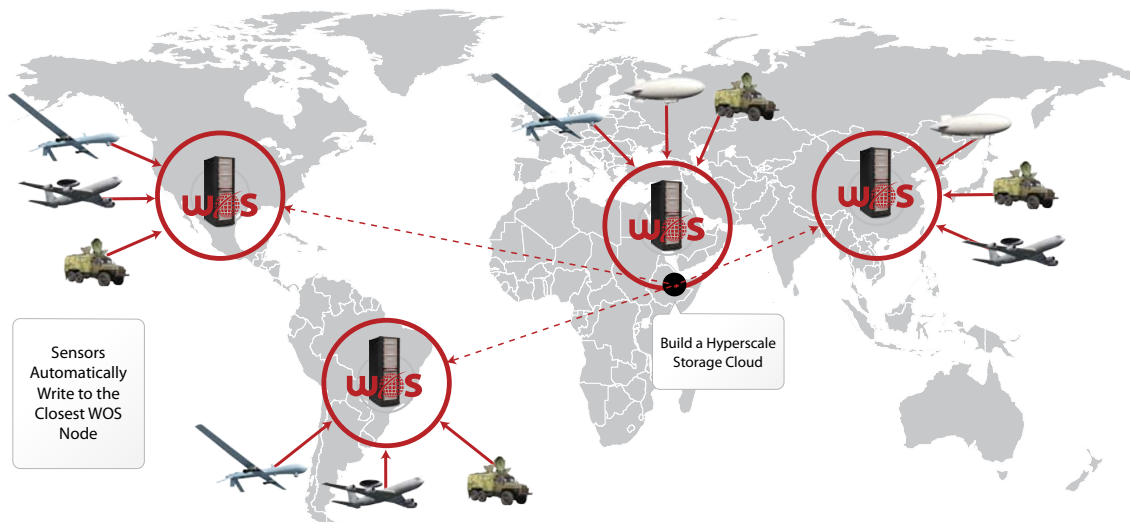 WOS
WOS
WOS
WOS
Sensors
Automatically
Write to the
Closest WOS
Node
Build a Hyperscale
Storage Cloud